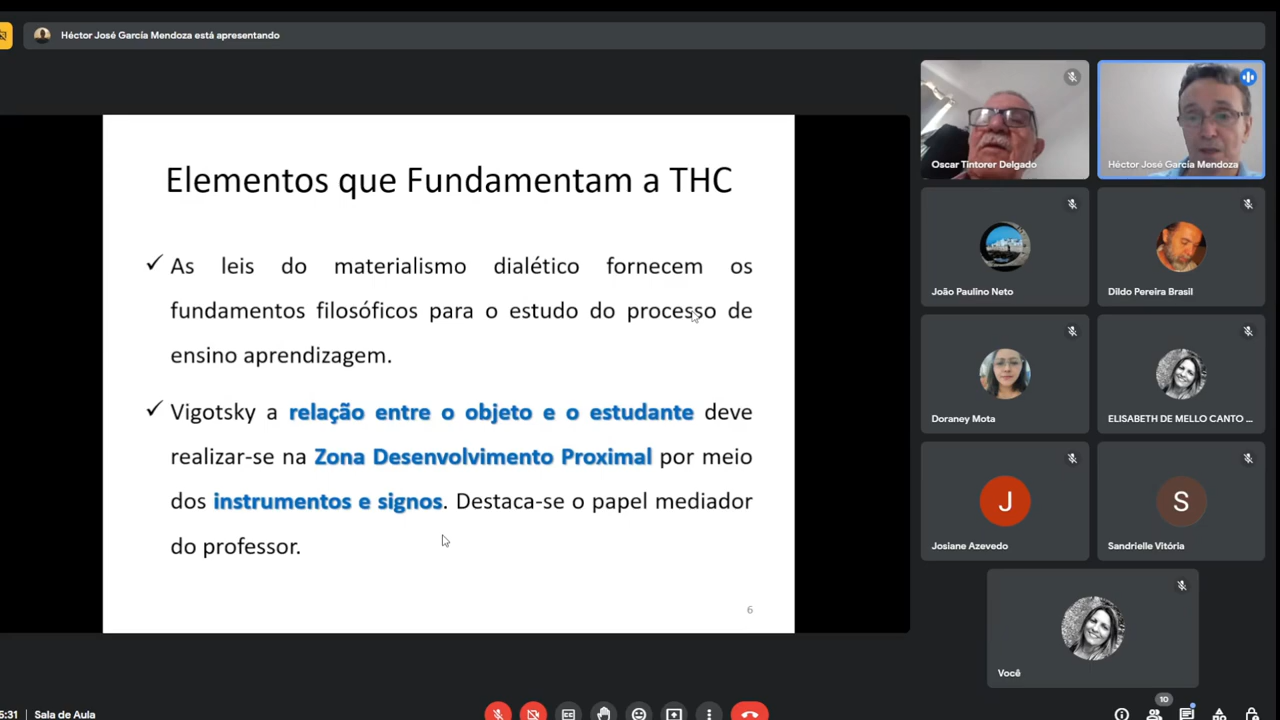 Héctor José García Mendoza está apresentando
Elementos que Fundamentam a THC
As leis do materialismo dialético fornecem os
fundamentos filosóficos para o estudo do processo de
ensino aprendizagem.
Vigotsky a relação entre o objeto e o estudante deve
realizar-se na Zona Desenvolvimento Proximal por meio
dos instrumentos e signos. Destaca-se o papel mediador
do professor.
6
Oscar Tintorer Delgado
Héctor José García Mendoza
João Paulino Neto
Dildo Pereira Brasil
Doraney Mota
ELISABETH DE MELLO CANTO ...
J
Josiane Azevedo
S
Sandrielle Vitória
Você
5:31 | Sala de Aula
10